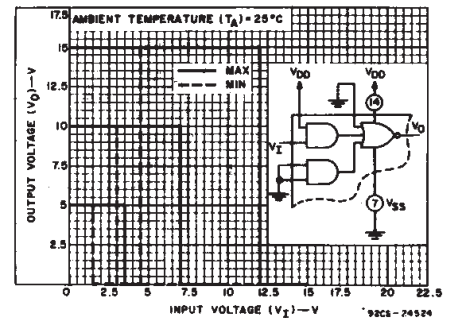 AMBIENT TEMPERATURE (TA) = 25°C
17.5
15
12.5
10
7.5
5
2.5
0
OUTPUT VOLTAGE (VO)—V
MAX
MIN
VDD
VDD
14
VI
VO
7
VSS
2.5
5
7.5
10
12.5
15
17.5
20
22.5
INPUT VOLTAGE (VI)—V
92CS-24524